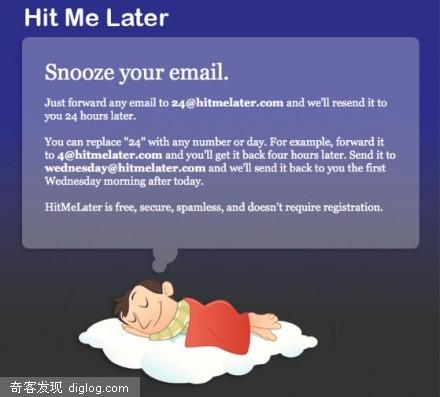 Hit Me Later
Snooze your email.
Just forward any email to 24@hitmelater.com and we'll resend it to
you 24 hours later.
You can replace "24" with any number or day. For example, forward it
to 4@hitmelater.com and you'll get it back four hours later. Send it to
wednesday@hitmelater.com and we'll send it back to you the first
Wednesday morning after today.
HitMeLater is free, secure, spamless, and doesn't require registration.
奇客发现 diglog.com